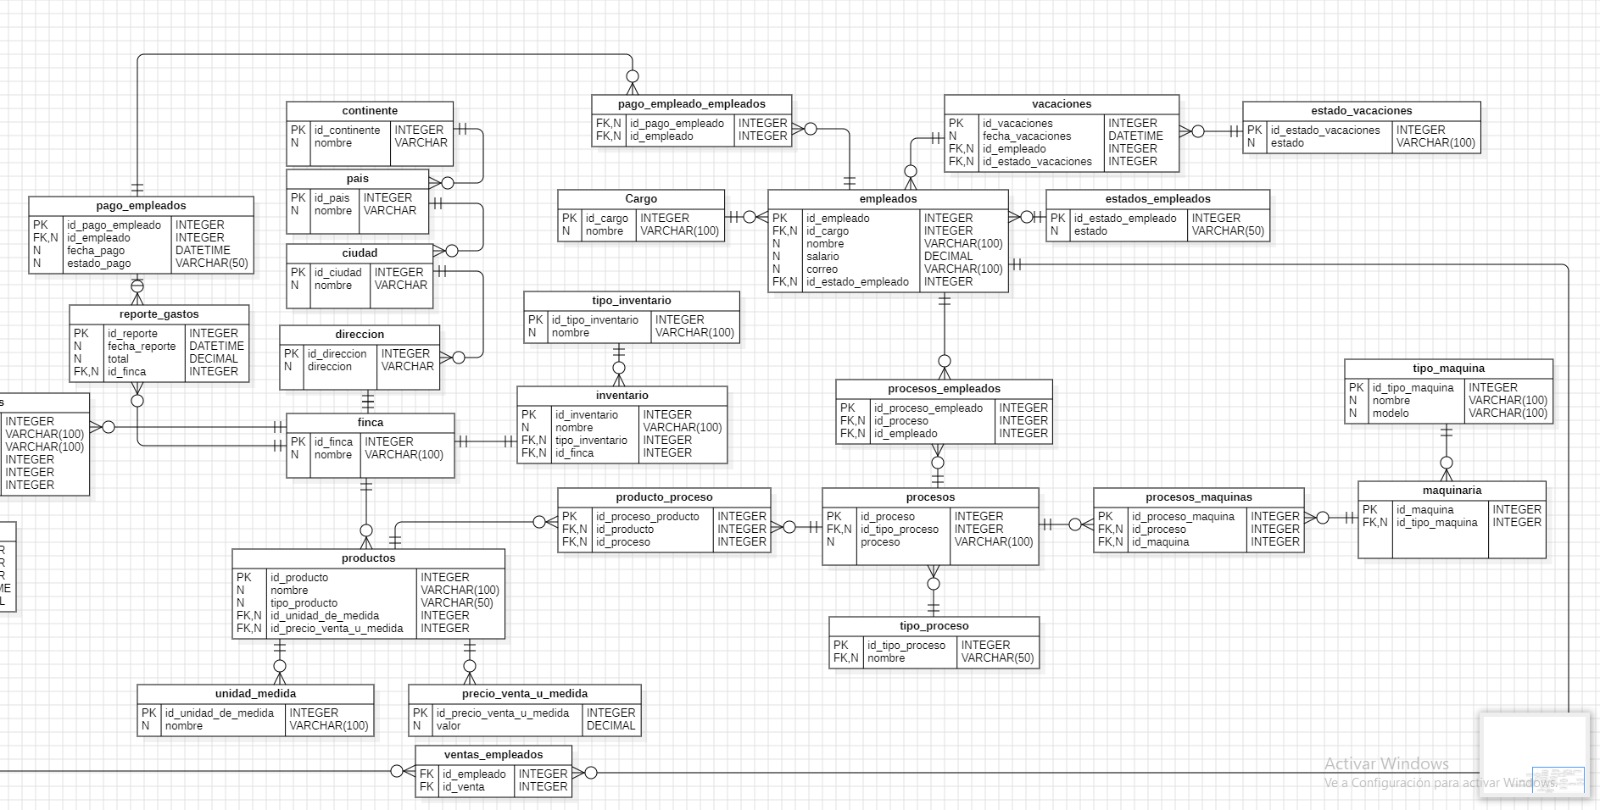 continente
PK id_continente INTEGER
N nombre VARCHAR
pais
PK id_pais INTEGER
N nombre VARCHAR
ciudad
PK id_ciudad INTEGER
N nombre VARCHAR
direccion
PK id_direccion INTEGER
N direccion VARCHAR
finca
PK id_finca INTEGER
N nombre VARCHAR(100)
pago_empleados
PK id_pago_empleado INTEGER
FK,N id_empleado INTEGER
N fecha_pago DATETIME
N estado_pago VARCHAR(50)
reporte_gastos
PK id_reporte INTEGER
N fecha_reporte DATETIME
N total DECIMAL
FK,N id_finca INTEGER
s
INTEGER
VARCHAR(100)
VARCHAR(100)
INTEGER
INTEGER
INTEGER
R
R
R
ME
L
pago_empleado_empleados
FK,N id_pago_empleado INTEGER
FK,N id_empleado INTEGER
vacaciones
PK id_vacaciones INTEGER
N fecha_vacaciones DATETIME
FK,N id_empleado INTEGER
FK,N id_estado_vacaciones INTEGER
estado_vacaciones
PK id_estado_vacaciones INTEGER
N estado VARCHAR(100)
Cargo
PK id_cargo INTEGER
N nombre VARCHAR(100)
empleados
PK id_empleado INTEGER
FK,N id_cargo INTEGER
N nombre VARCHAR(100)
N salario DECIMAL
N correo VARCHAR(100)
FK,N id_estado_empleado INTEGER
estados_empleados
PK id_estado_empleado INTEGER
N estado VARCHAR(50)
tipo_inventario
PK id_tipo_inventario INTEGER
N nombre VARCHAR(100)
inventario
PK id_inventario INTEGER
N nombre VARCHAR(100)
FK,N tipo_inventario INTEGER
FK,N id_finca INTEGER
procesos_empleados
PK id_proceso_empleado INTEGER
FK,N id_proceso INTEGER
FK,N id_empleado INTEGER
tipo_maquina
PK id_tipo_maquina INTEGER
N nombre VARCHAR(100)
N modelo VARCHAR(100)
producto_proceso
PK id_proceso_producto INTEGER
FK,N id_producto INTEGER
FK,N id_proceso INTEGER
procesos
PK id_proceso INTEGER
FK,N id_tipo_proceso INTEGER
N proceso VARCHAR(100)
procesos_maquinas
PK id_proceso_maquina INTEGER
FK,N id_proceso INTEGER
FK,N id_maquina INTEGER
maquinaria
PK id_maquina INTEGER
FK,N id_tipo_maquina INTEGER
productos
PK id_producto INTEGER
N nombre VARCHAR(100)
N tipo_producto VARCHAR(50)
FK,N id_unidad_de_medida INTEGER
FK,N id_precio_venta_u_medida INTEGER
tipo_proceso
PK id_tipo_proceso INTEGER
FK,N nombre VARCHAR(50)
unidad_medida
PK id_unidad_de_medida INTEGER
N nombre VARCHAR(100)
precio_venta_u_medida
PK id_precio_venta_u_medida INTEGER
N valor DECIMAL
ventas_empleados
FK id_empleado INTEGER
FK id_venta INTEGER
Activar Windows
Ve a Configuración para activar Windows.